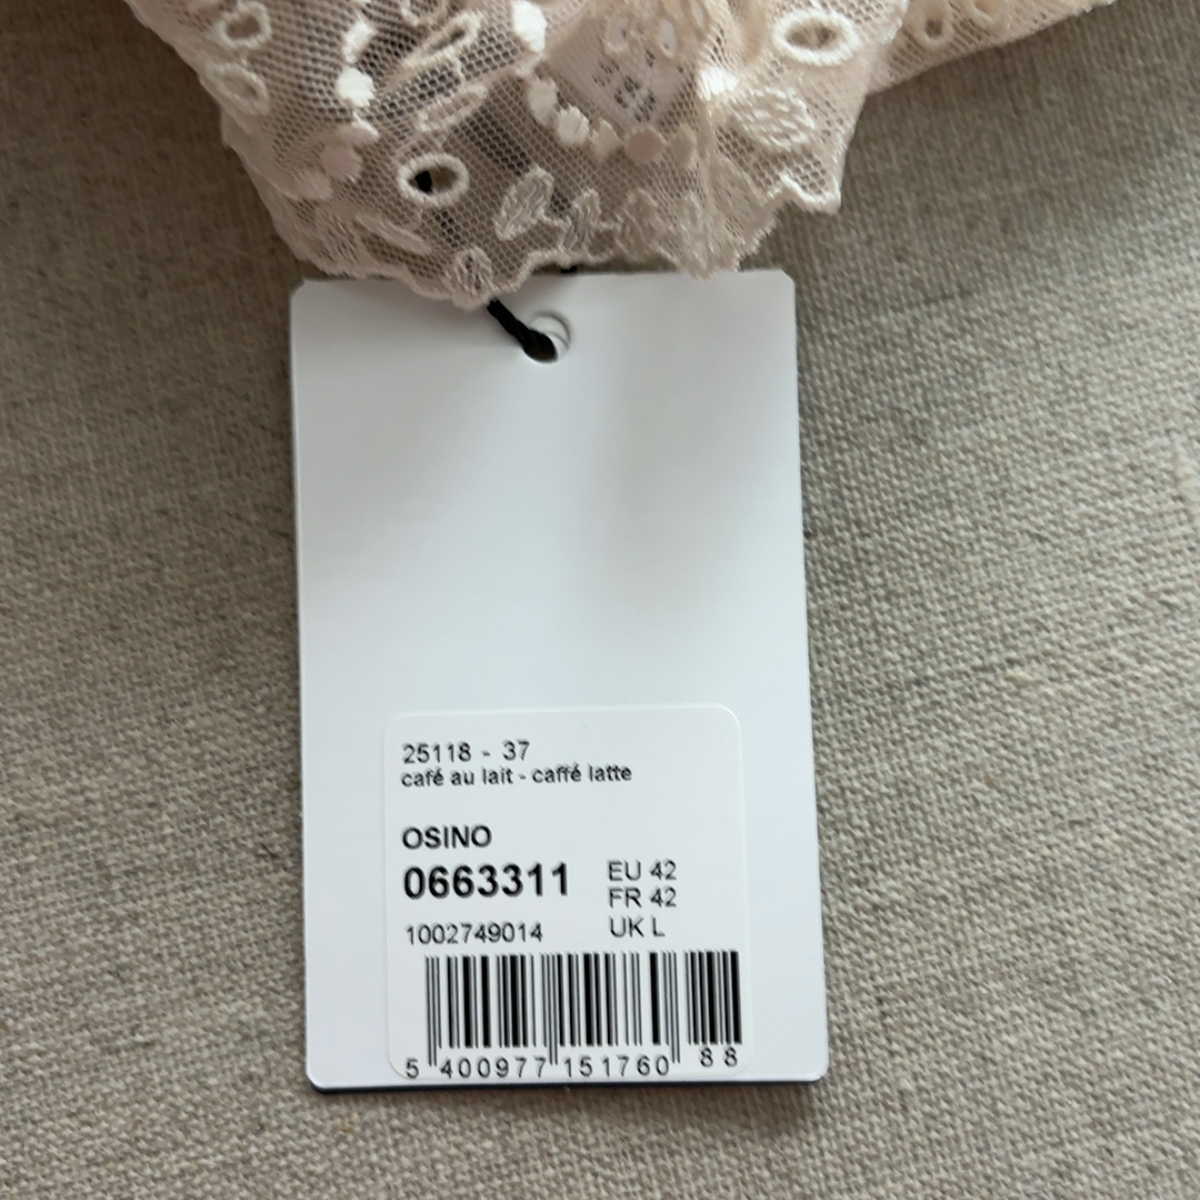 25118 - 37
café au lait - caffé latte
OSINO
0663311
EU 42
FR 42
1002749014
UK L
5 400977 151760 88